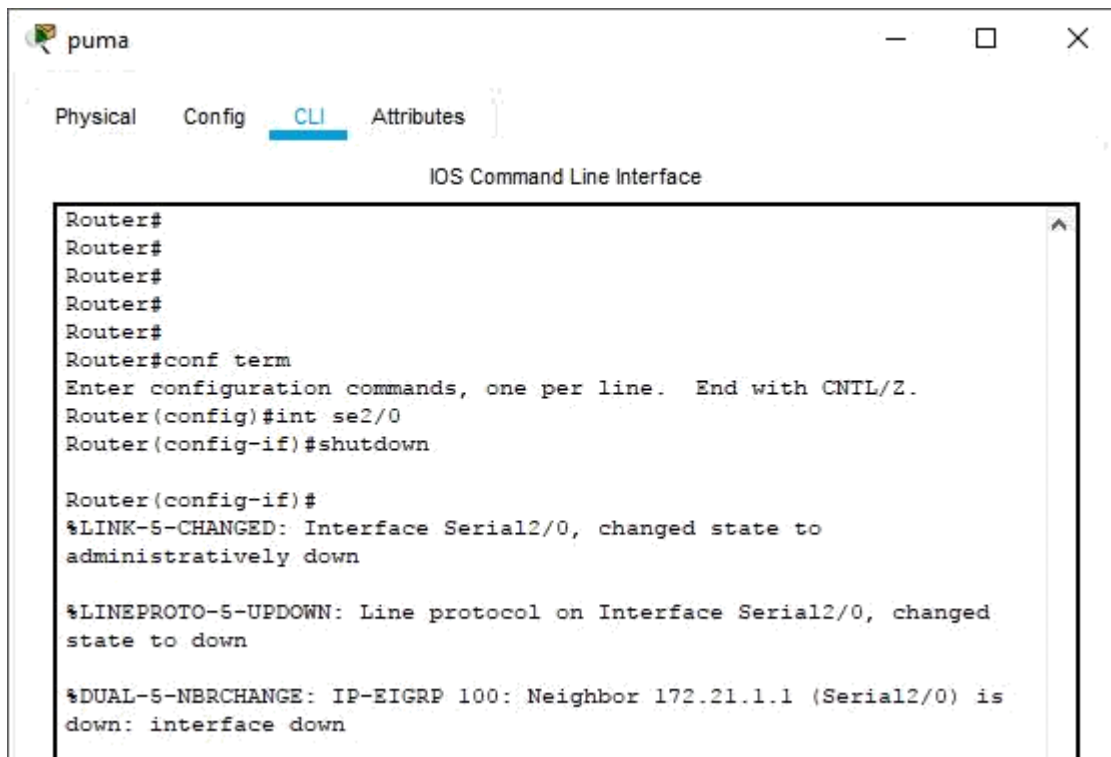 puma
Physical Config CLI Attributes
IOS Command Line Interface
Router#
Router#
Router#
Router#
Router#
Router#conf term
Enter configuration commands, one per line.  End with CNTL/Z.
Router(config)#int se2/0
Router(config-if)#shutdown
Router(config-if)#
%LINK-5-CHANGED: Interface Serial2/0, changed state to
administratively down
%LINEPROTO-5-UPDOWN: Line protocol on Interface Serial2/0, changed
state to down
%DUAL-5-NBRCHANGE: IP-EIGRP 100: Neighbor 172.21.1.1 (Serial2/0) is
down: interface down